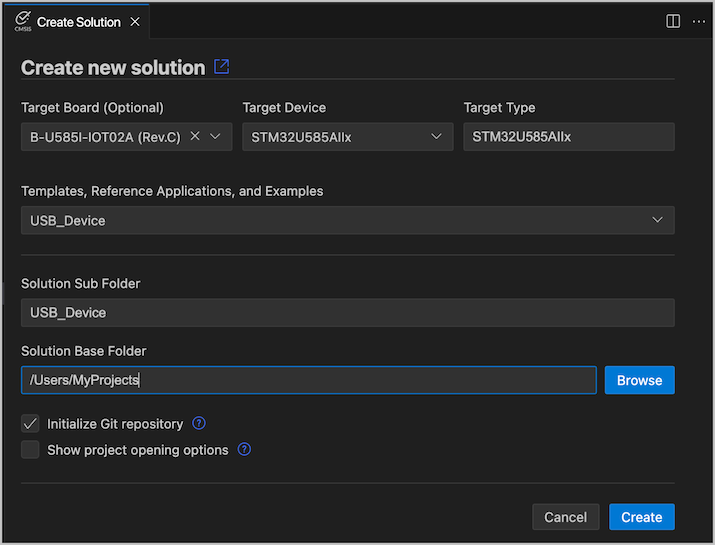 CMSIS Create Solution
Create new solution
Target Board (Optional) Target Device Target Type
B-U585I-IOT02A (Rev.C) STM32U585AIIx STM32U585AIIx
Templates, Reference Applications, and Examples
USB_Device
Solution Sub Folder
USB_Device
Solution Base Folder
/Users/MyProjects Browse
Initialize Git repository ?
Show project opening options ?
Cancel Create